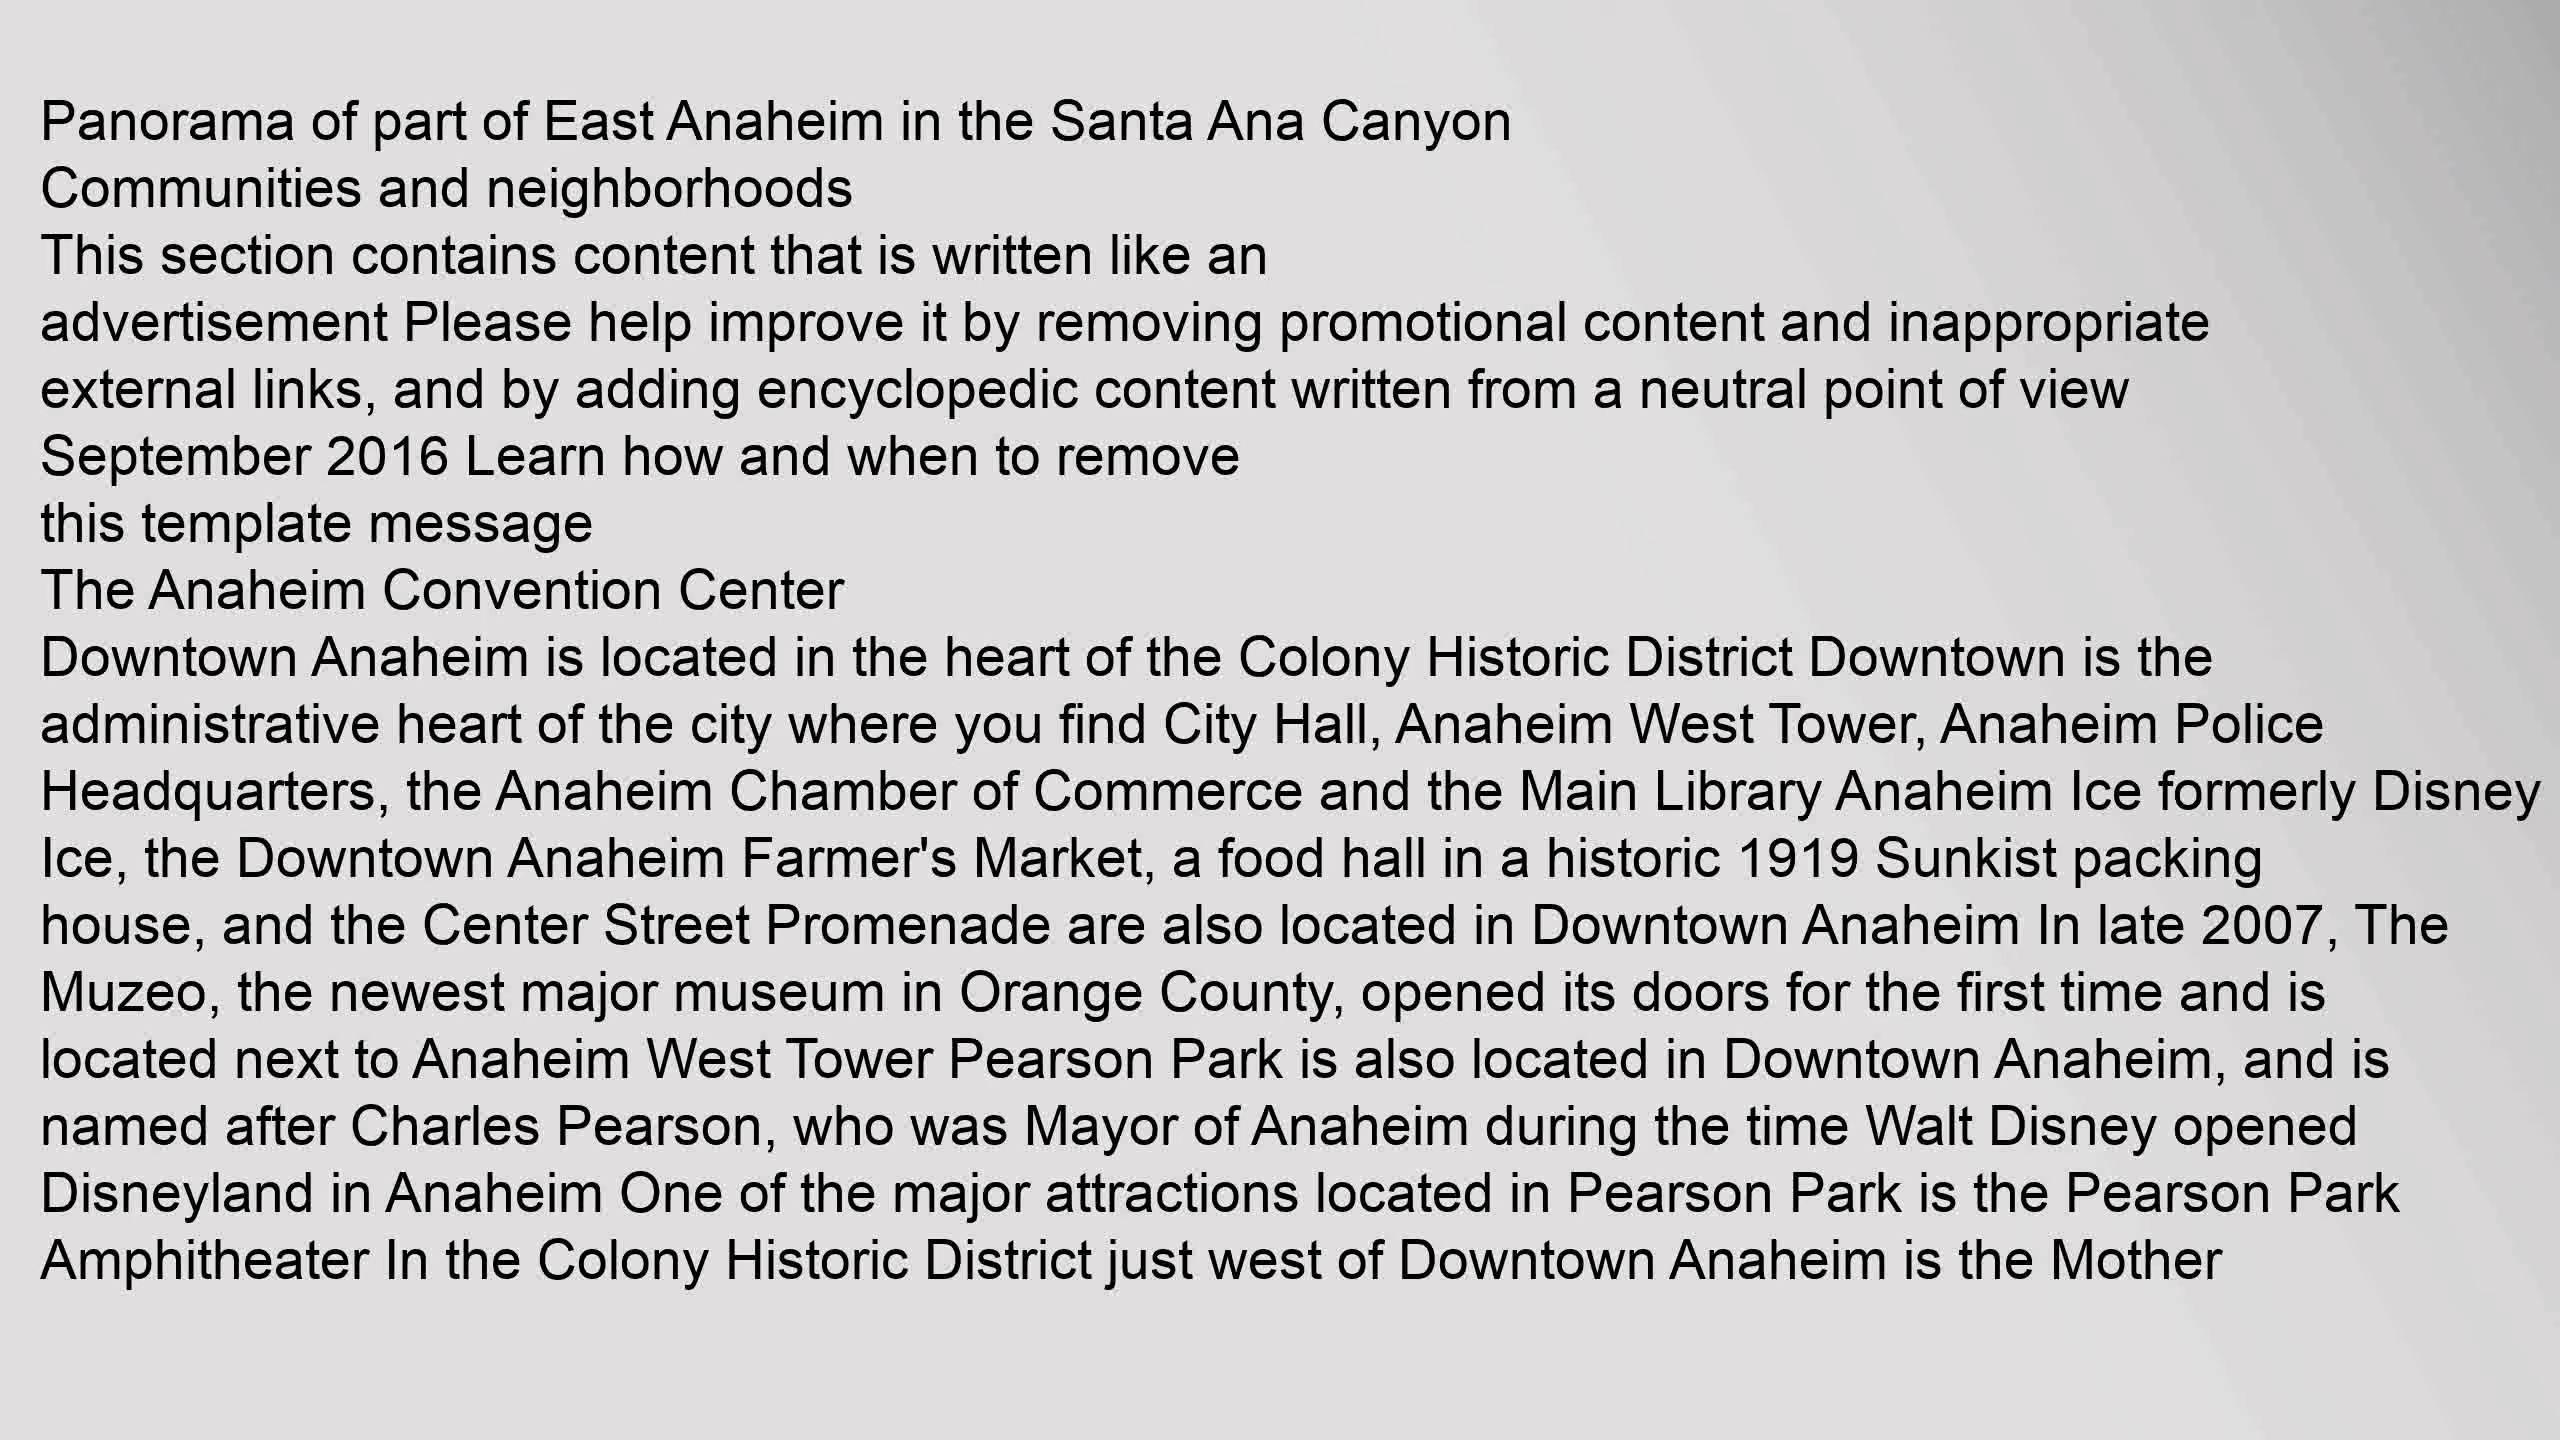 Panorama of part of East Anaheim in the Santa Ana Canyon
Communities and neighborhoods
This section contains content that is written like an
advertisement Please help improve it by removing promotional content and inappropriate
external links, and by adding encyclopedic content written from a neutral point of view
September 2016 Learn how and when to remove
this template message
The Anaheim Convention Center
Downtown Anaheim is located in the heart of the Colony Historic District Downtown is the
administrative heart of the city where you find City Hall, Anaheim West Tower, Anaheim Police
Headquarters, the Anaheim Chamber of Commerce and the Main Library Anaheim Ice formerly Disney
Ice, the Downtown Anaheim Farmer's Market, a food hall in a historic 1919 Sunkist packing
house, and the Center Street Promenade are also located in Downtown Anaheim In late 2007, The
Muzeo, the newest major museum in Orange County, opened its doors for the first time and is
located next to Anaheim West Tower Pearson Park is also located in Downtown Anaheim, and is
named after Charles Pearson, who was Mayor of Anaheim during the time Walt Disney opened
Disneyland in Anaheim One of the major attractions located in Pearson Park is the Pearson Park
Amphitheater In the Colony Historic District just west of Downtown Anaheim is the Mother